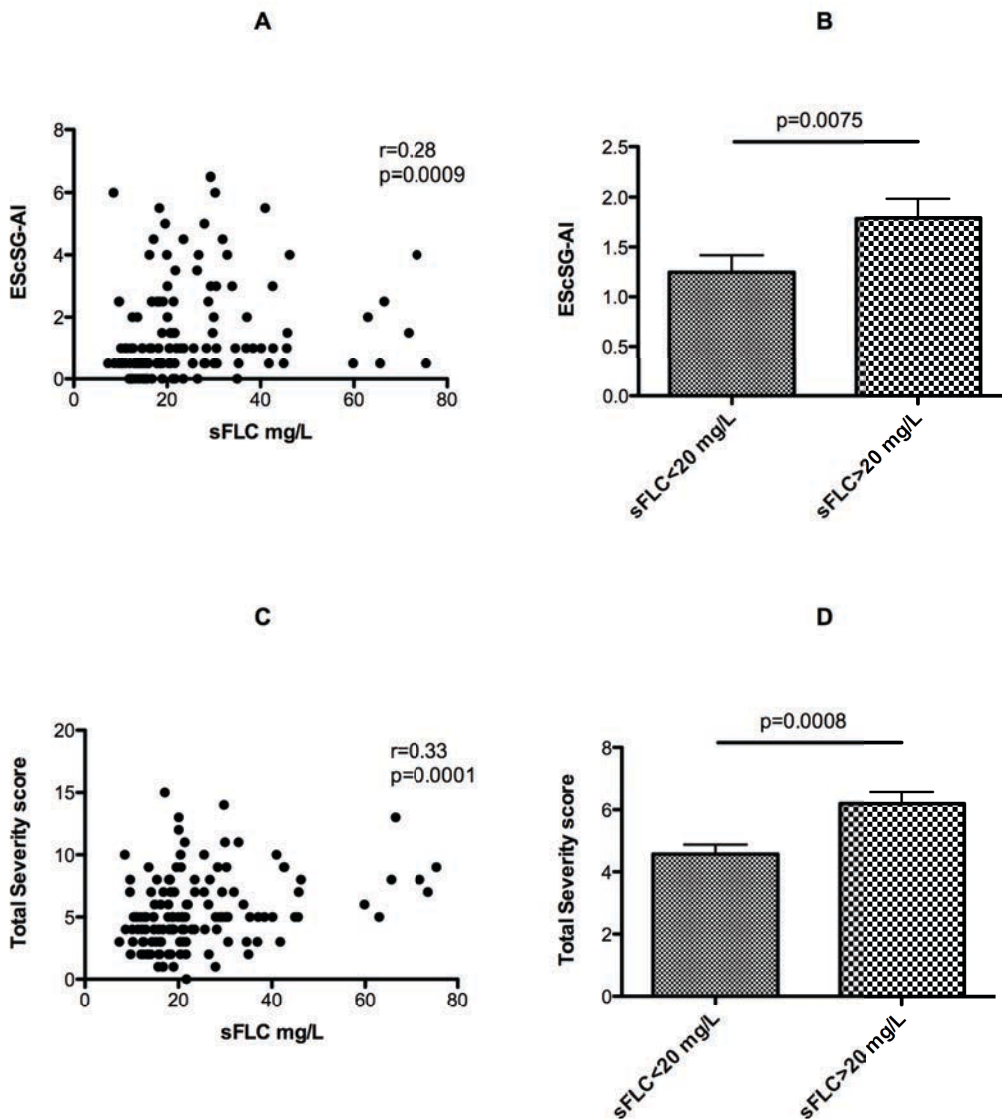 A
B
r=0.28
p=0.0009
EScSG-AI
8
6
4
2
0
0
20
40
60
80
sFLC mg/L
p=0.0075
EScSG-AI
2.5
2.0
1.5
1.0
0.5
0.0
sFLC<20 mg/L
sFLC>20 mg/L
C
D
r=0.33
p=0.0001
Total Severity score
20
15
10
5
0
0
20
40
60
80
sFLC mg/L
p=0.0008
Total Severity score
8
6
4
2
0
sFLC<20 mg/L
sFLC>20 mg/L